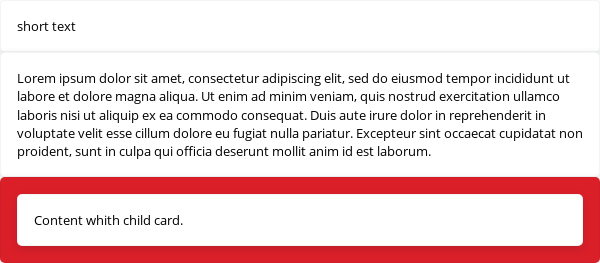 short text
Lorem ipsum dolor sit amet, consectetur adipiscing elit, sed do eiusmod tempor incididunt ut
labore et dolore magna aliqua. Ut enim ad minim veniam, quis nostrud exercitation ullamco
laboris nisi ut aliquip ex ea commodo consequat. Duis aute irure dolor in reprehenderit in
voluptate velit esse cillum dolore eu fugiat nulla pariatur. Excepteur sint occaecat cupidatat non
proident, sunt in culpa qui officia deserunt mollit anim id est laborum.
Content whith child card.